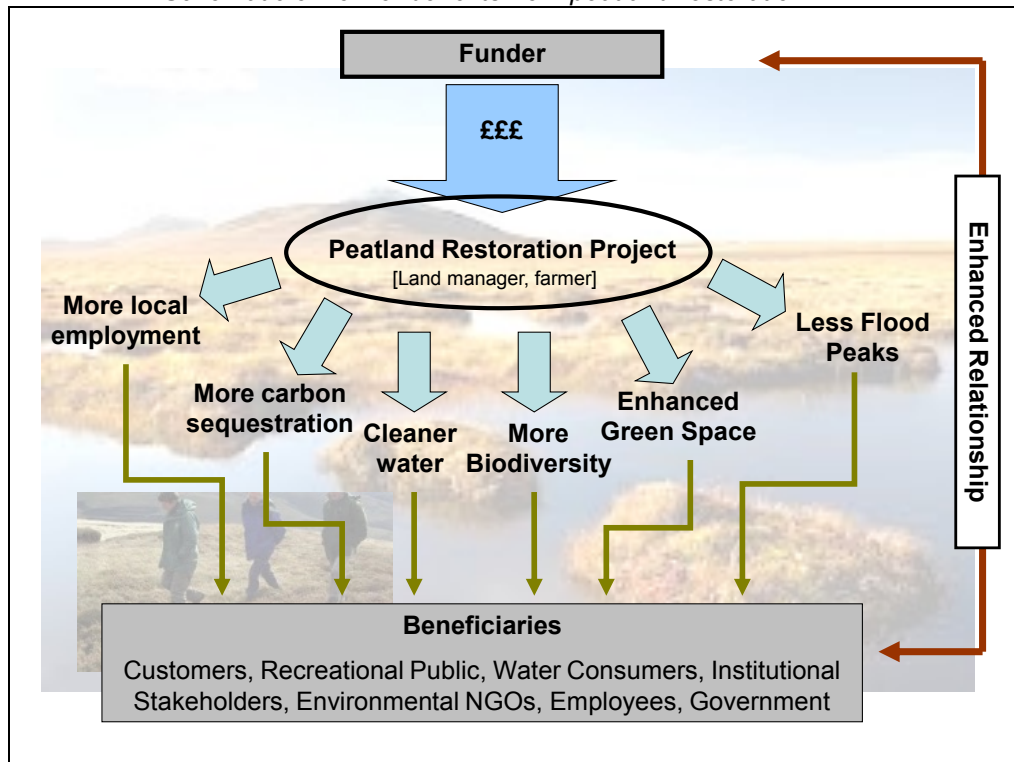 Funder
£££
Peatland Restoration Project
[Land manager, farmer]
More local
employment
More carbon
sequestration
Cleaner
water
More
Biodiversity
Enhanced
Green Space
Less Flood
Peaks
Enhanced Relationship
Beneficiaries
Customers, Recreational Public, Water Consumers, Institutional
Stakeholders, Environmental NGOs, Employees, Government